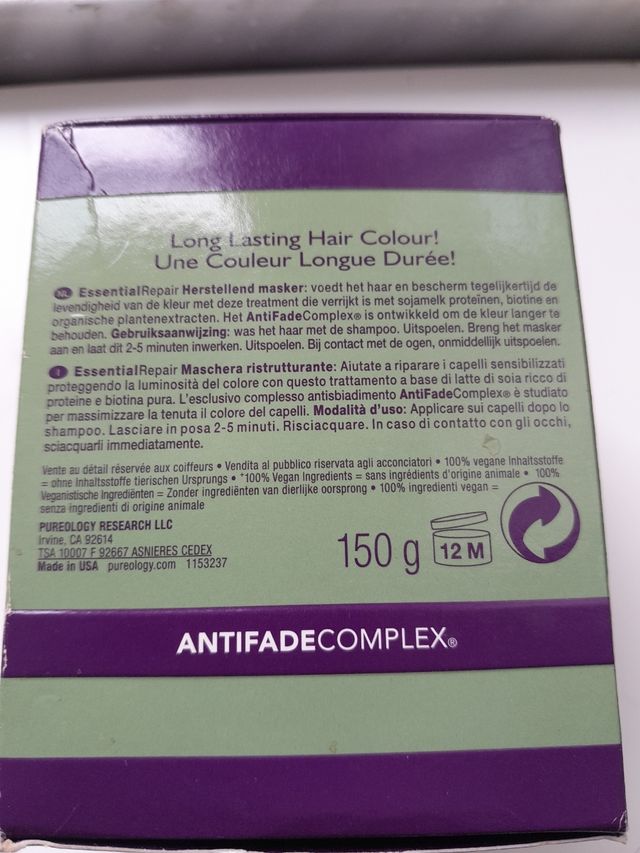 Long Lasting Hair Colour!
Une Couleur Longue Durée!
NL EssentialRepair Herstellend masker: voedt het haar en bescherm tegelijkertijd de
levendigheid van de kleur met deze treatment die verrijkt is met sojamelk proteïnen, biotine en
organische plantenextracten. Het AntiFadeComplex® is ontwikkeld om de kleur langer te
behouden. Gebruiksaanwijzing: was het haar met de shampoo. Uitspoelen. Breng het masker
aan en laat dit 2-5 minuten inwerken. Uitspoelen. Bij contact met de ogen, onmiddellijk uitspoelen.
I EssentialRepair Maschera ristrutturante: Aiutate a riparare i capelli sensibilizzati
proteggendo la luminosità del colore con questo trattamento a base di latte di soia ricco di
proteine e biotina pura. L'esclusivo complesso antisbiadimento AntiFadeComplex® è studiato
per massimizzare la tenuta il colore del capelli. Modalità d'uso: Applicare sui capelli dopo lo
shampoo. Lasciare in posa 2-5 minuti. Risciacquare. In caso di contatto con gli occhi,
sciacquarli immediatamente.
Vente au détail réservée aux coiffeurs • Vendita al pubblico riservata agli acconciatori • 100% vegane Inhaltsstoffe
= ohne Inhaltsstoffe tierischen Ursprungs • *100% Vegan Ingredients = sans ingrédients d'origine animale • 100%
Veganistische Ingrediënten = Zonder ingrediënten van dierlijke oorsprong • 100% ingredienti vegan =
senza ingredienti di origine animale
PUREOLOGY RESEARCH LLC
Irvine, CA 92614
TSA 10007 F 92667 ASNIERES CEDEX
Made in USA pureology.com 1153237
150 g
12 M
ANTIFADECOMPLEX®